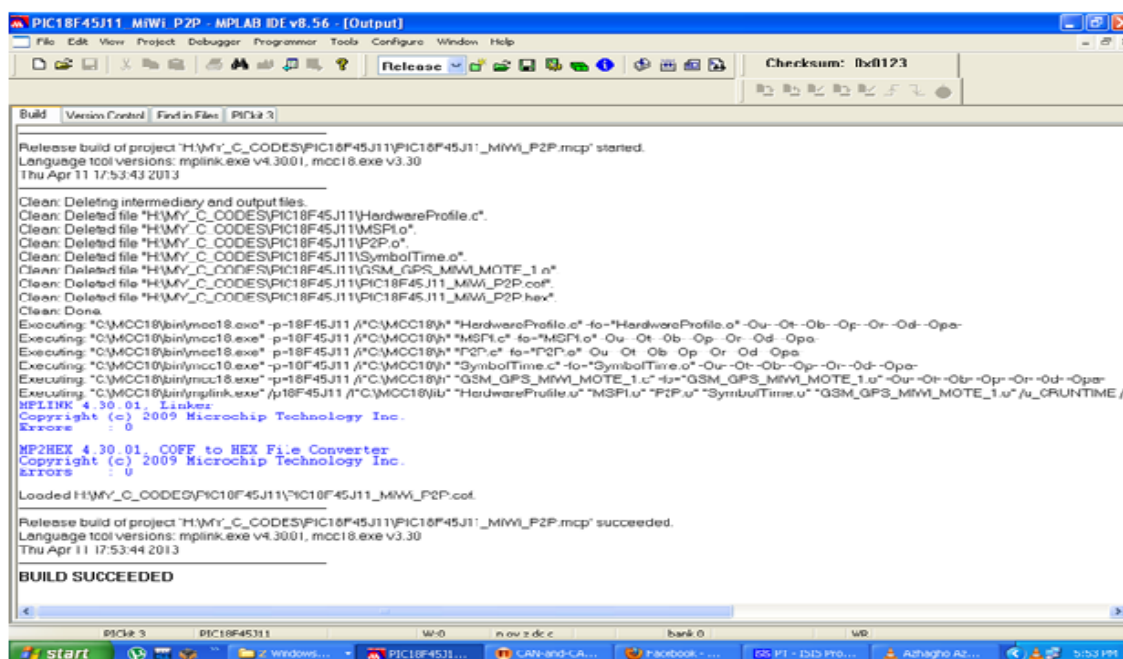 PIC18F45J11_MiWi_P2P - MPLAB IDE v8.56 - [Output]
File Edit View Project Debugger Programmer Tools Configure Window Help
Release Checksum: 0x0123
Build Version Control Find in Files PICkit 3
Release build of project "H:\MY_C_CODES\PIC18F45J11\PIC18F45J11_MiWi_P2P.mcp" started.
Language tool versions: mplink.exe v4.30.01, mcc18.exe v3.30
Thu Apr 11 17:53:43 2013
Clean: Deleting intermediary and output files.
Clean: Deleted file "H:\MY_C_CODES\PIC18F45J11\HardwareProfile.o".
Clean: Deleted file "H:\MY_C_CODES\PIC18F45J11\MSPI.o".
Clean: Deleted file "H:\MY_C_CODES\PIC18F45J11\P2P.o".
Clean: Deleted file "H:\MY_C_CODES\PIC18F45J11\SymbolTime.o".
Clean: Deleted file "H:\MY_C_CODES\PIC18F45J11\GSM_GPS_MIWI_MOTE_1.o"
Clean: Deleted file "H:\MY_C_CODES\PIC18F45J11\PIC18F45J11_MiWi_P2P.cof".
Clean: Deleted file "H:\MY_C_CODES\PIC18F45J11\PIC18F45J11_MiWi_P2P.hex".
Clean: Done.
Executing: "C:\MCC18\bin\mcc18.exe" -p=18F45J11 /i"C:\MCC18\h" "HardwareProfile.c" -fo="HardwareProfile.o" -Ou- -Ot- -Ob- -Op- -Or- -Od- -Opa-
Executing: "C:\MCC18\bin\mcc18.exe" -p=18F45J11 /i"C:\MCC18\h" "MSPI.c" -fo="MSPI.o" -Ou- -Ot- -Ob- -Op- -Or- -Od- -Opa-
Executing: "C:\MCC18\bin\mcc18.exe" -p=18F45J11 /i"C:\MCC18\h" "P2P.c" -fo="P2P.o" -Ou- -Ot- -Ob- -Op- -Or- -Od- -Opa-
Executing: "C:\MCC18\bin\mcc18.exe" -p=18F45J11 /i"C:\MCC18\h" "SymbolTime.c" -fo="SymbolTime.o" -Ou- -Ot- -Ob- -Op- -Or- -Od- -Opa-
Executing: "C:\MCC18\bin\mcc18.exe" -p=18F45J11 /i"C:\MCC18\h" "GSM_GPS_MIWI_MOTE_1.c" -fo="GSM_GPS_MIWI_MOTE_1.o" -Ou- -Ot- -Ob- -Op- -Or- -Od- -Opa-
Executing: "C:\MCC18\bin\mplink.exe" /p18F45J11 /l"C:\MCC18\lib" "HardwareProfile.o" "MSPI.o" "P2P.o" "SymbolTime.o" "GSM_GPS_MIWI_MOTE_1.o" /u_CRUNTIME /
MPLINK 4.30.01, Linker
Copyright (c) 2009 Microchip Technology Inc.
Errors : 0
MP2HEX 4.30.01, COFF to HEX File Converter
Copyright (c) 2009 Microchip Technology Inc.
Errors : 0
Loaded H:\MY_C_CODES\PIC18F45J11\PIC18F45J11_MiWi_P2P.cof.
Release build of project "H:\MY_C_CODES\PIC18F45J11\PIC18F45J11_MiWi_P2P.mcp" succeeded.
Language tool versions: mplink.exe v4.30.01, mcc18.exe v3.30
Thu Apr 11 17:53:44 2013
BUILD SUCCEEDED
PICkit 3 PIC18F45J11 W:0 n ov z dc c bank 0 WR
start 2 Windows... PIC18F45J1... CAN-and-CA... Facebook - ... PT - ISIS Pro... Azhagho Az... 5:53 PM